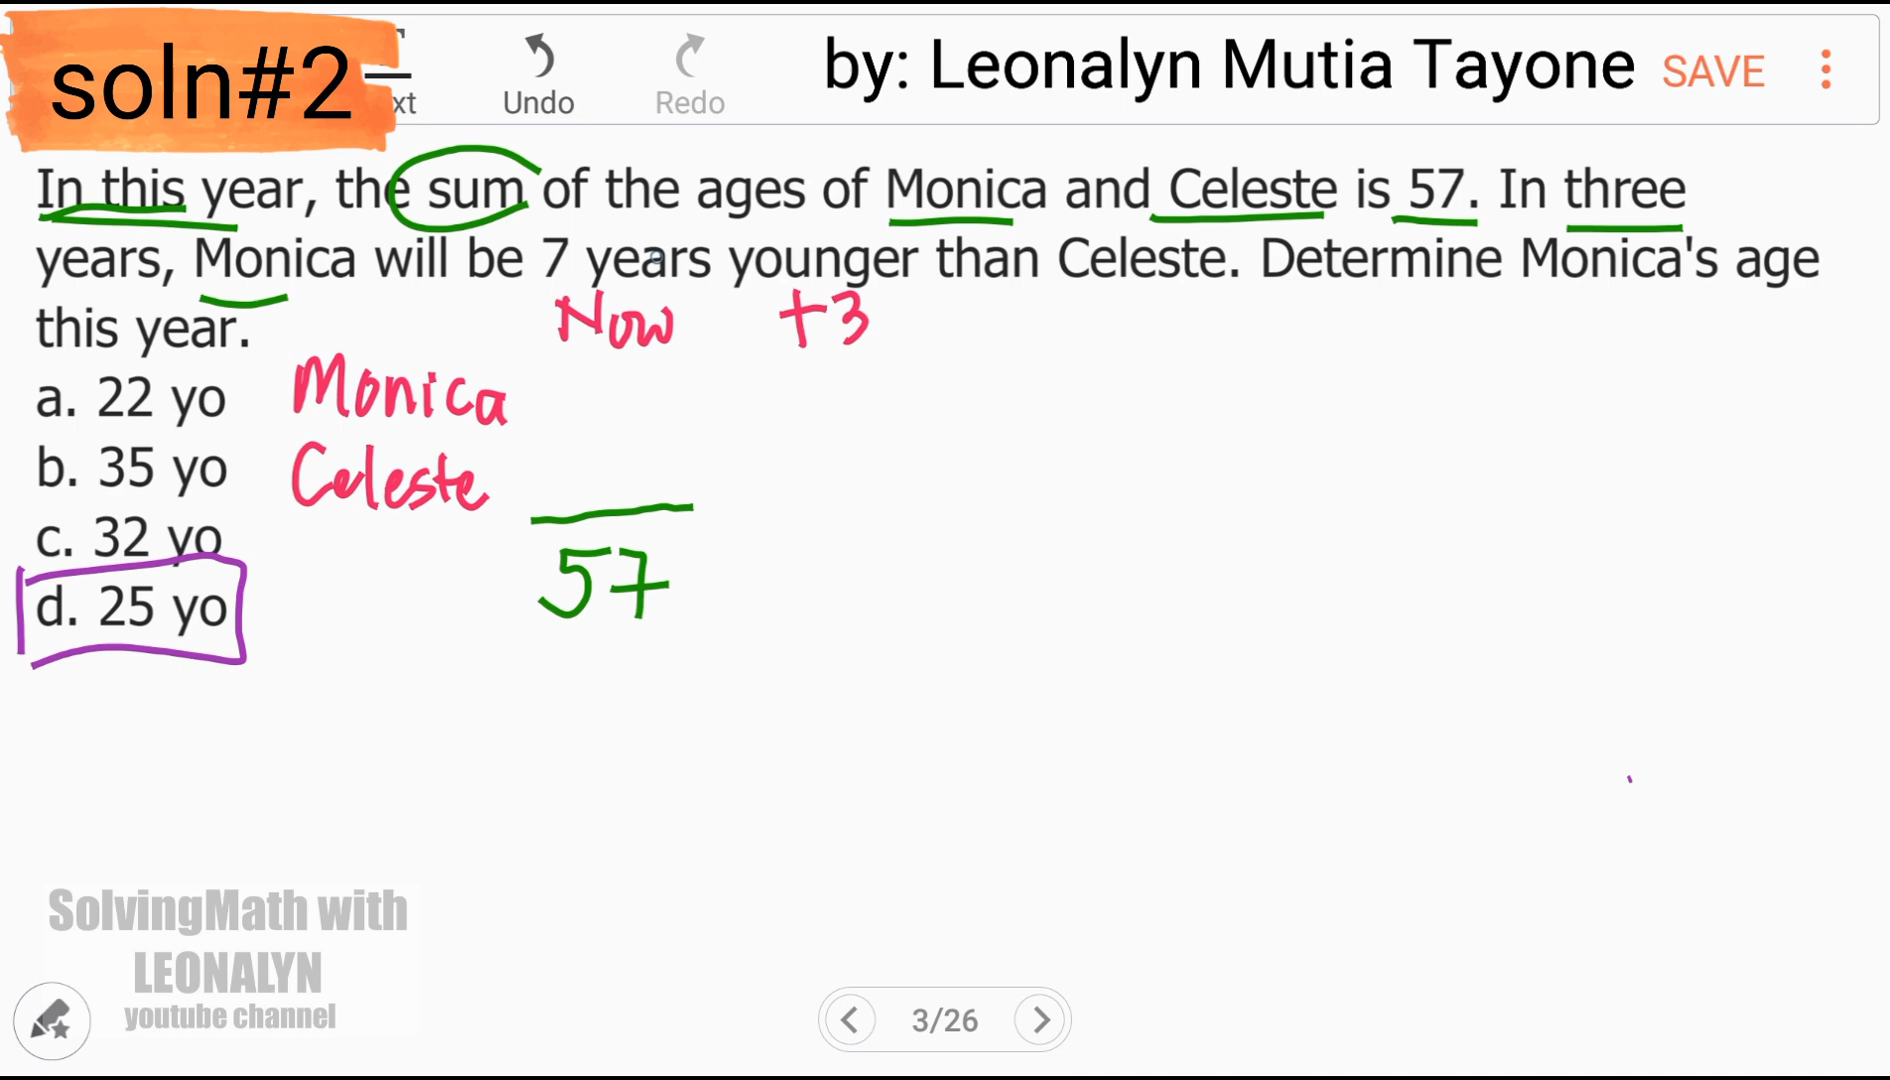 soln#2
xt
Undo
Redo
by: Leonalyn Mutia Tayone
SAVE
In this year, the sum of the ages of Monica and Celeste is 57. In three
years, Monica will be 7 years younger than Celeste. Determine Monica's age
this year.
Now +3
a. 22 yo
Monica
b. 35 yo
Celeste
c. 32 yo
57
d. 25 yo
SolvingMath with
LEONALYN
youtube channel
3/26